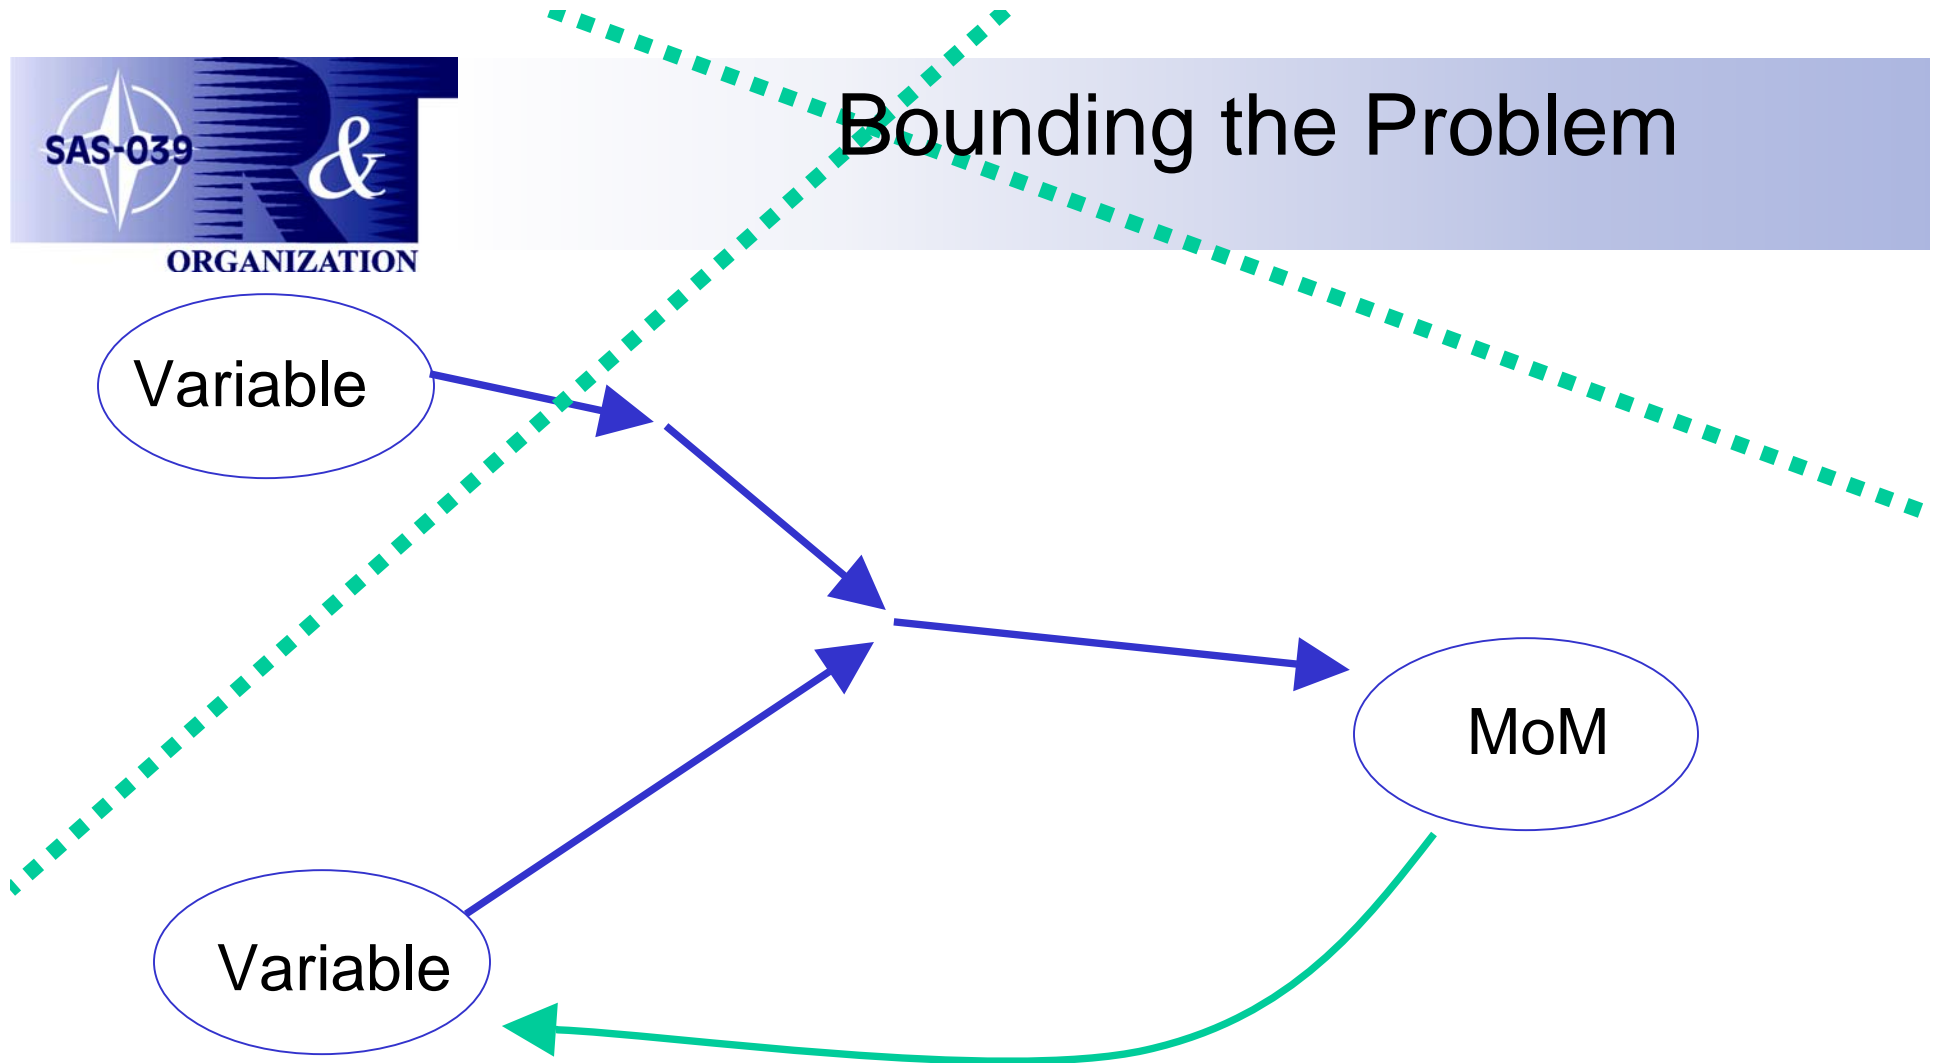 Bounding the Problem
SAS-039
R&T
ORGANIZATION
Variable
MoM
Variable